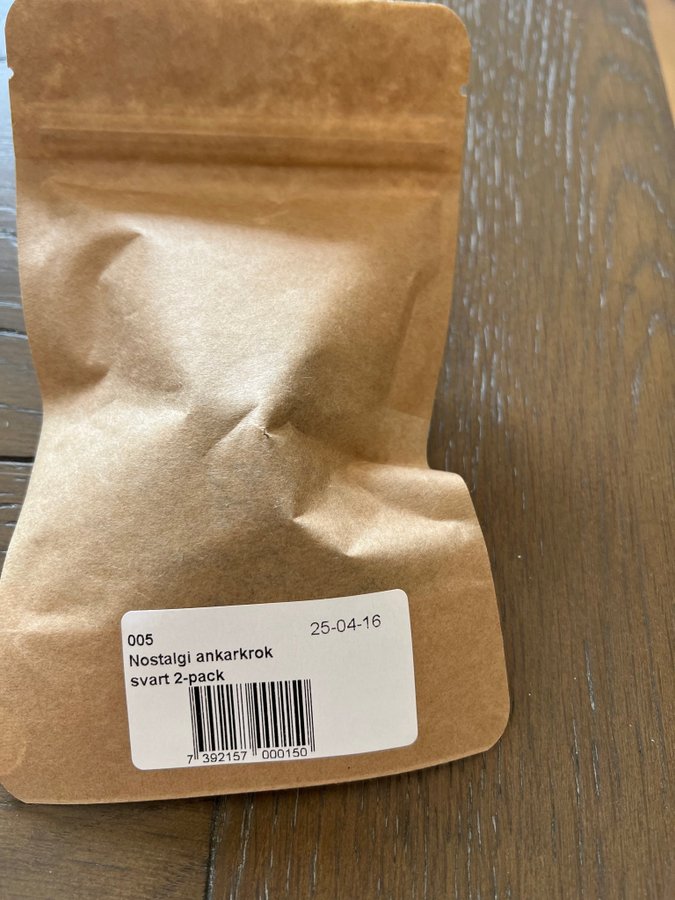 005
25-04-16
Nostalgi ankarkrok
svart 2-pack
7 392157 000150